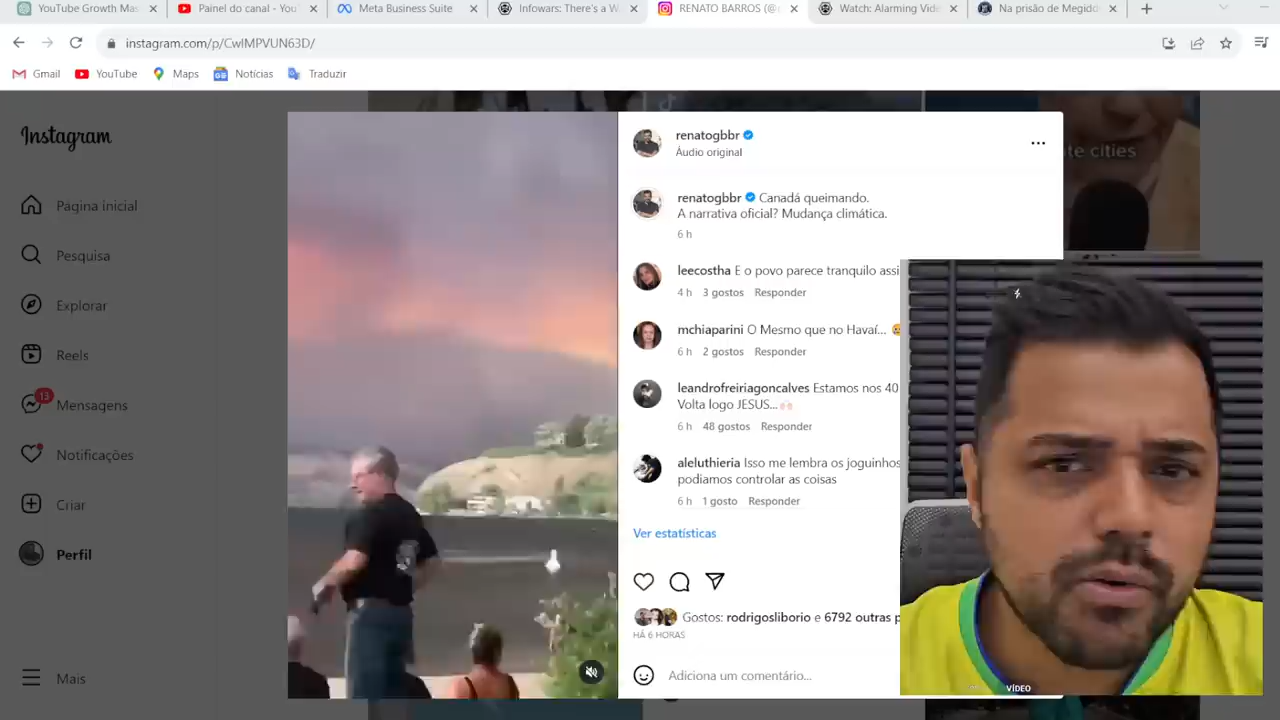 YouTube Growth Mas
Painel do canal - You
Meta Business Suite
Infowars: There's a W
RENATO BARROS (@
Watch: Alarming Vide
Na prisão de Megido
instagram.com/p/CwIMPVUN63D/
Gmail
YouTube
Maps
Notícias
Traduzir
Instagram
Página inicial
Pesquisa
Explorar
Reels
13
Mensagens
Notificações
Criar
Perfil
Mais
te cities
renatogbbr
Áudio original
renatogbbr Canadá queimando.
A narrativa oficial? Mudança climática.
6 h
leecostha E o povo parece tranquilo assi
4 h 3 gostos Responder
mchiaparini O Mesmo que no Havaí...
6 h 2 gostos Responder
leandrofreiriagoncalves Estamos nos 40
Volta logo JESUS...
6 h 48 gostos Responder
aleluthieria Isso me lembra os joguinhos
podiamos controlar as coisas
6 h 1 gosto Responder
Ver estatísticas
Gostos: rodrigosliborio e 6792 outras p
HÁ 6 HORAS
Adiciona um comentário...
VÍDEO